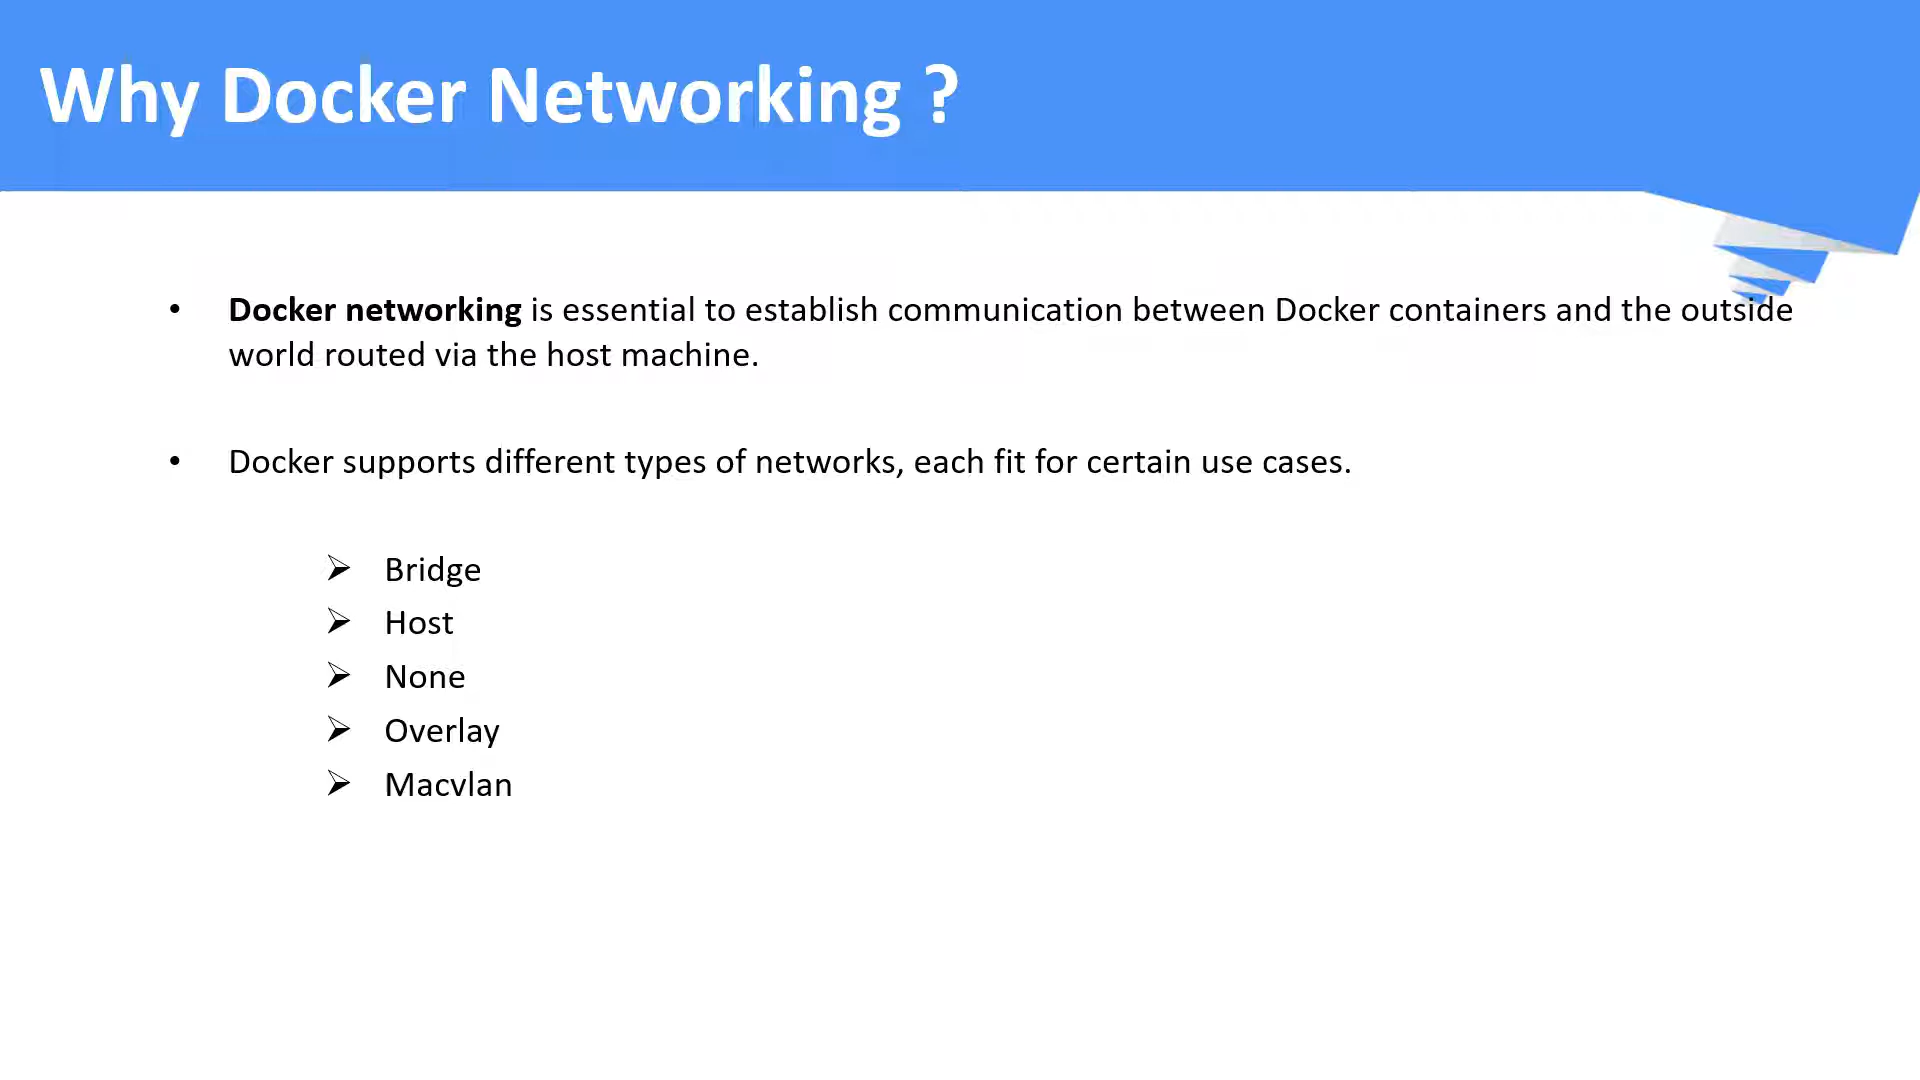 Why Docker Networking ?
• Docker networking is essential to establish communication between Docker containers and the outside
world routed via the host machine.
• Docker supports different types of networks, each fit for certain use cases.
➢ Bridge
➢ Host
➢ None
➢ Overlay
➢ Macvlan